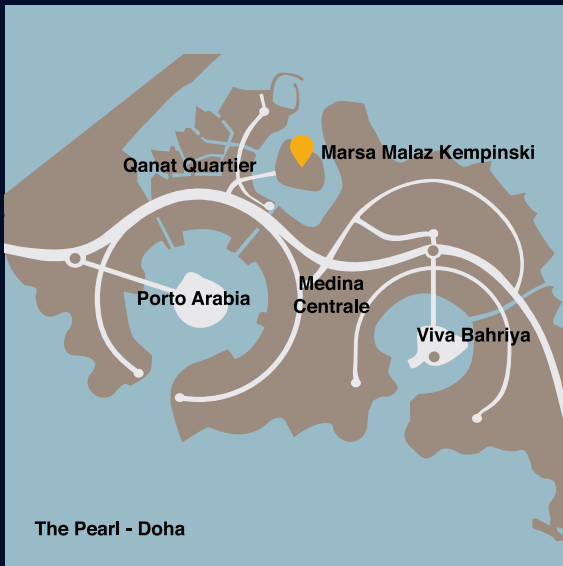 Qanat Quartier
Marsa Malaz Kempinski
Porto Arabia
Medina
Centrale
Viva Bahriya
The Pearl - Doha